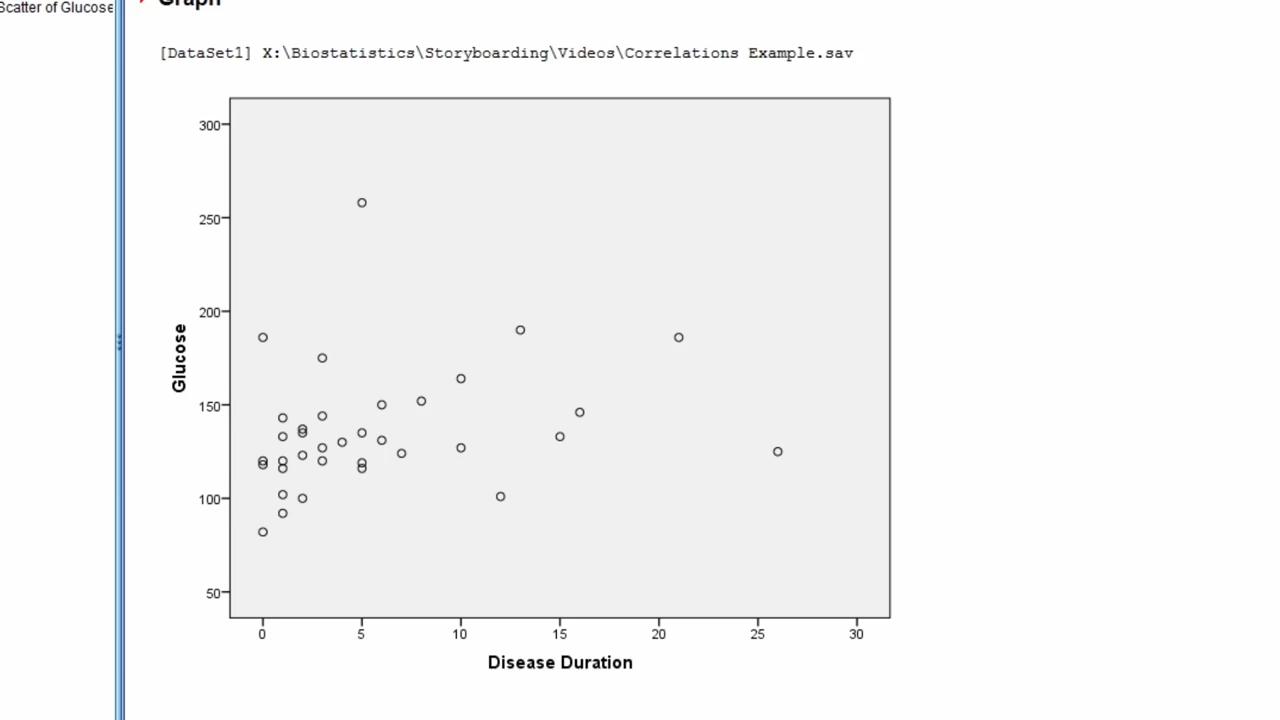 Scatter of Glucose
Graph
[DataSet1] X:\Biostatistics\Storyboarding\Videos\Correlations Example.sav
300
250
200
150
100
50
Glucose
0 5 10 15 20 25 30
Disease Duration